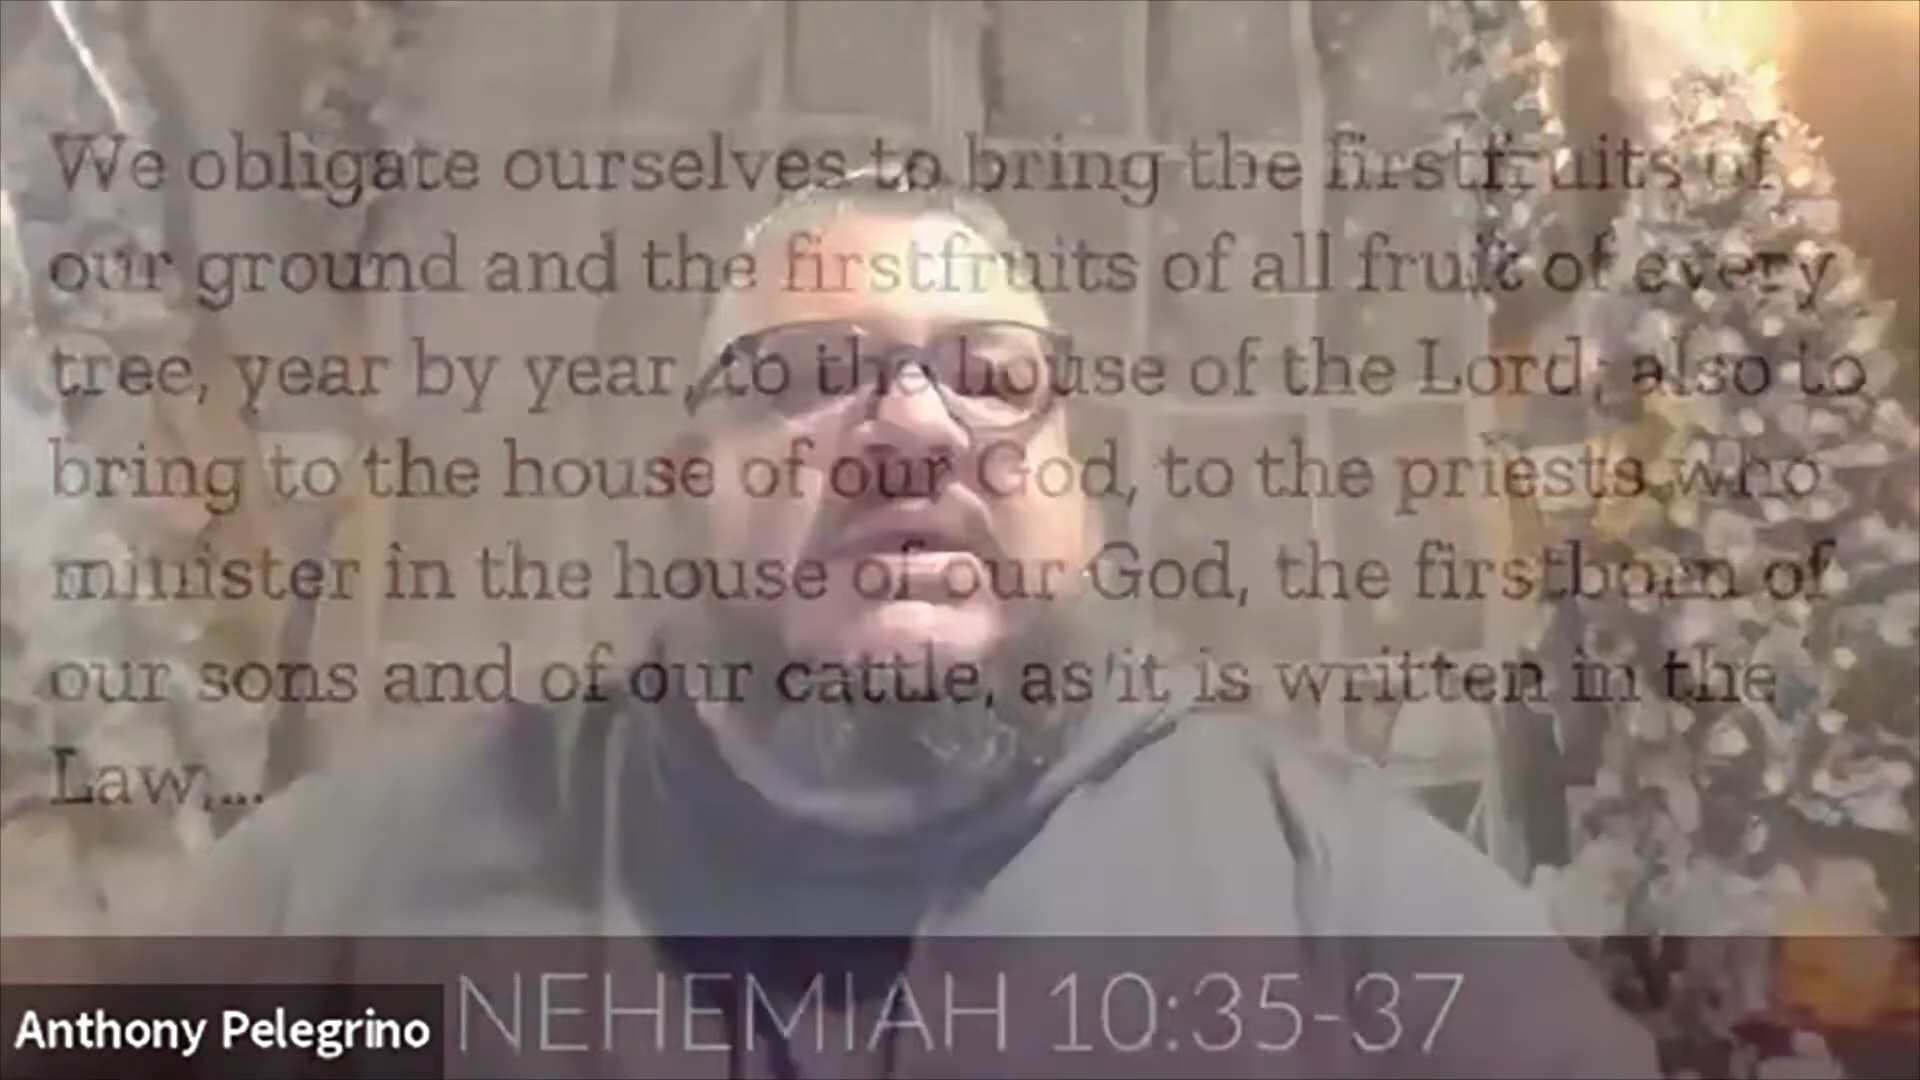 We obligate ourselves to bring the firstfruits of
our ground and the firstfruits of all fruit of every
tree, year by year, to the house of the Lord; also to
bring to the house of our God, to the priests who
minister in the house of our God, the firstborn of
our sons and of our cattle, as it is written in the
Law,...
NEHEMIAH 10:35-37
Anthony Pelegrino